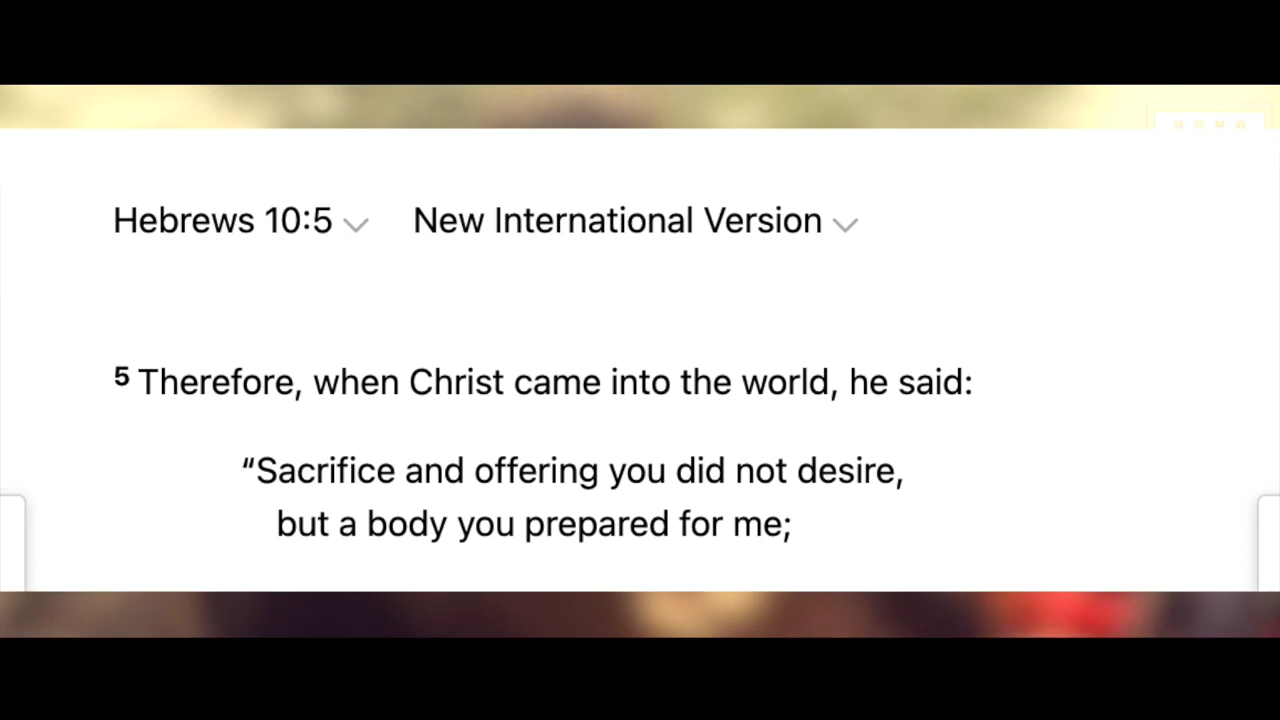 Hebrews 10:5 New International Version
5 Therefore, when Christ came into the world, he said:
“Sacrifice and offering you did not desire,
but a body you prepared for me;